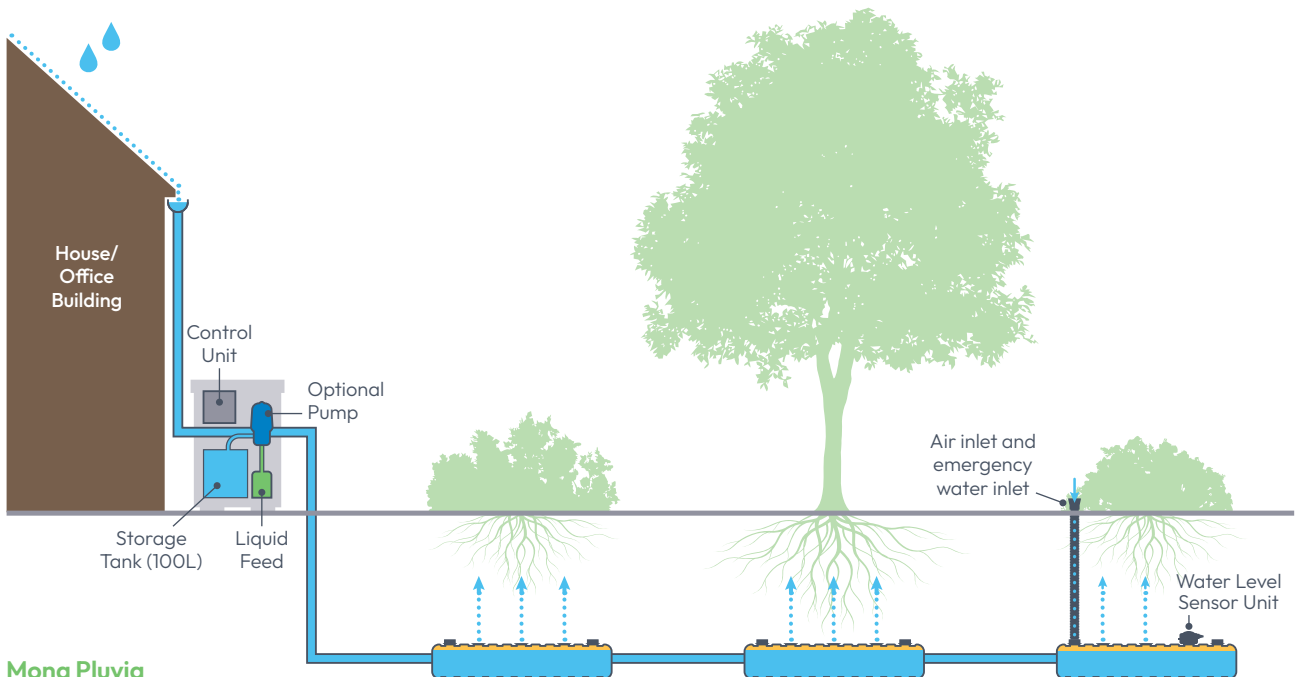 House/
Office
Building
Control
Unit
Optional
Pump
Air inlet and
emergency
water inlet
Storage
Tank (100L)
Liquid
Feed
Water Level
Sensor Unit
Mona Pluvia